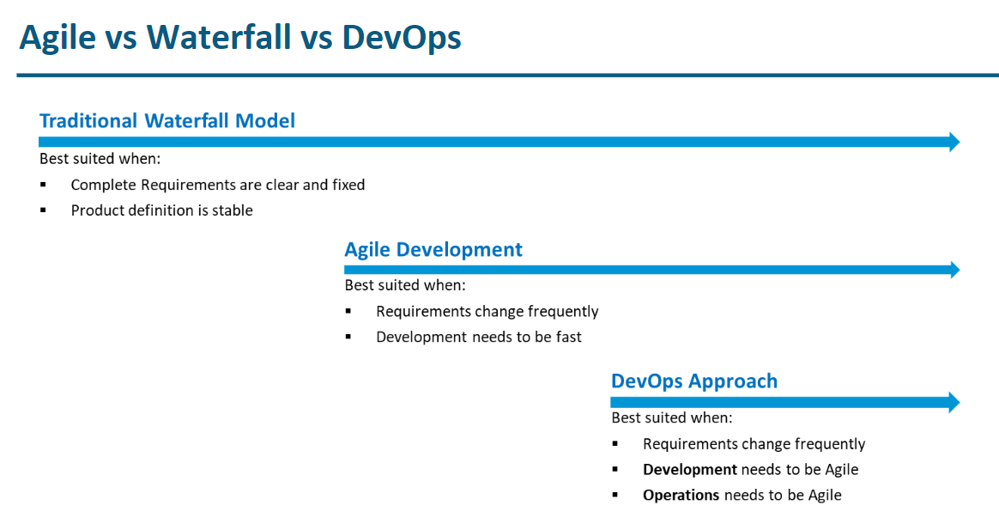 Agile vs Waterfall vs DevOps
Traditional Waterfall Model
Best suited when:
▪ Complete Requirements are clear and fixed
▪ Product definition is stable
Agile Development
Best suited when:
▪ Requirements change frequently
▪ Development needs to be fast
DevOps Approach
Best suited when:
▪ Requirements change frequently
▪ Development needs to be Agile
▪ Operations needs to be Agile